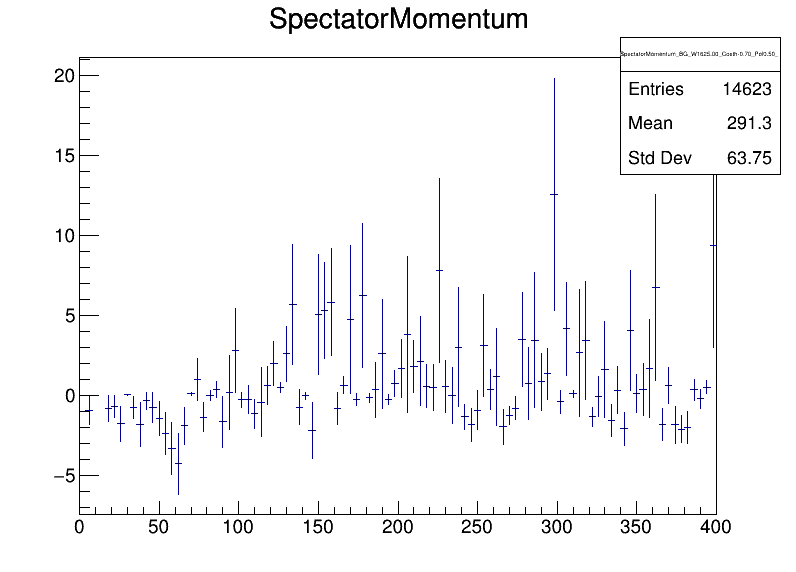 SpectatorMomentum
SpectatorMomentum_BG_W1625.00_Costh-0.70_Pol0.50_
Entries 14623
Mean 291.3
Std Dev 63.75
20
15
10
5
0
−5
0 50 100 150 200 250 300 350 400